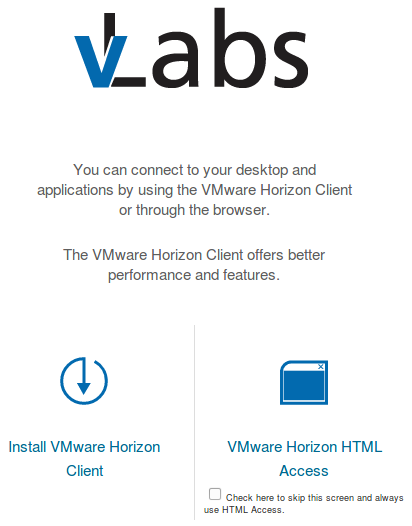 vLabs
You can connect to your desktop and
applications by using the VMware Horizon Client
or through the browser.
The VMware Horizon Client offers better
performance and features.
Install VMware Horizon
Client
VMware Horizon HTML
Access
Check here to skip this screen and always
use HTML Access.